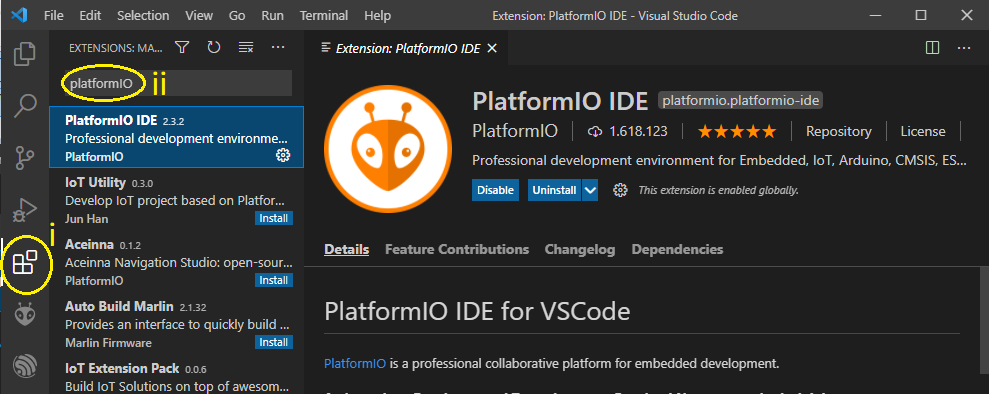 File Edit Selection View Go Run Terminal Help Extension: PlatformIO IDE - Visual Studio Code
EXTENSIONS: MA...
platformIO ii
i
PlatformIO IDE 2.3.2
Professional development environme...
PlatformIO
IoT Utility 0.3.0
Develop IoT project based on Platfor...
Jun Han Install
Aceinna 0.1.2
Aceinna Navigation Studio: open-sour...
PlatformIO Install
Auto Build Marlin 2.1.32
Provides an interface to quickly build ...
Marlin Firmware Install
IoT Extension Pack 0.0.6
Build IoT Solutions on top of awesom...
Extension: PlatformIO IDE
PlatformIO IDE platformio.platformio-ide
PlatformIO 1.618.123 Repository License
Professional development environment for Embedded, IoT, Arduino, CMSIS, ES...
Disable Uninstall This extension is enabled globally.
Details Feature Contributions Changelog Dependencies
PlatformIO IDE for VSCode
PlatformIO is a professional collaborative platform for embedded development.